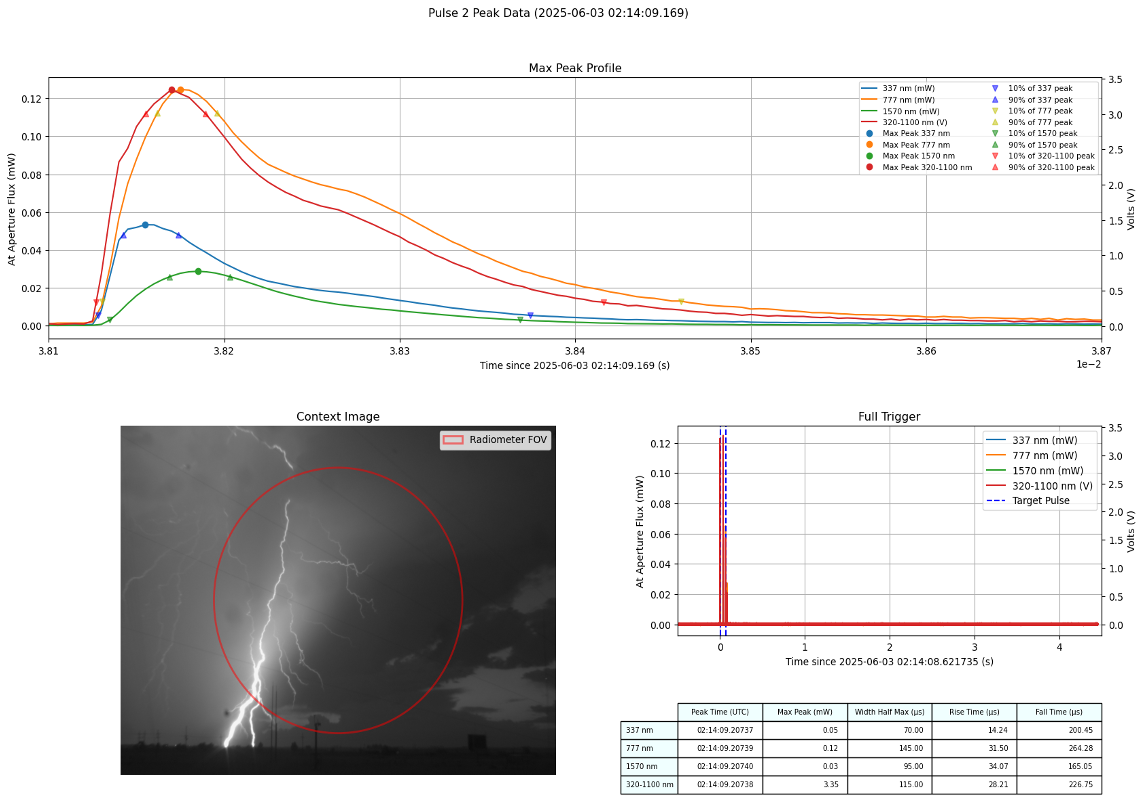 Pulse 2 Peak Data (2025-06-03 02:14:09.169)
Max Peak Profile
At Aperture Flux (mW)
0.12
0.10
0.08
0.06
0.04
0.02
0.00
3.5
3.0
2.5
2.0
1.5
1.0
0.5
0.0
Volts (V)
337 nm (mW)
777 nm (mW)
1570 nm (mW)
320-1100 nm (V)
Max Peak 337 nm
Max Peak 777 nm
Max Peak 1570 nm
Max Peak 320-1100 nm
10% of 337 peak
90% of 337 peak
10% of 777 peak
90% of 777 peak
10% of 1570 peak
90% of 1570 peak
10% of 320-1100 peak
90% of 320-1100 peak
3.81 3.82 3.83 3.84 3.85 3.86 3.87
1e−2
Time since 2025-06-03 02:14:09.169 (s)
Context Image
Radiometer FOV
Full Trigger
At Aperture Flux (mW)
0.12
0.10
0.08
0.06
0.04
0.02
0.00
3.5
3.0
2.5
2.0
1.5
1.0
0.5
0.0
Volts (V)
337 nm (mW)
777 nm (mW)
1570 nm (mW)
320-1100 nm (V)
Target Pulse
0 1 2 3 4
Time since 2025-06-03 02:14:08.621735 (s)
Peak Time (UTC) Max Peak (mW) Width Half Max (μs) Rise Time (μs) Fall Time (μs)
337 nm 02:14:09.20737 0.05 70.00 14.24 200.45
777 nm 02:14:09.20739 0.12 145.00 31.50 264.28
1570 nm 02:14:09.20740 0.03 95.00 34.07 165.05
320-1100 nm 02:14:09.20738 3.35 115.00 28.21 226.75